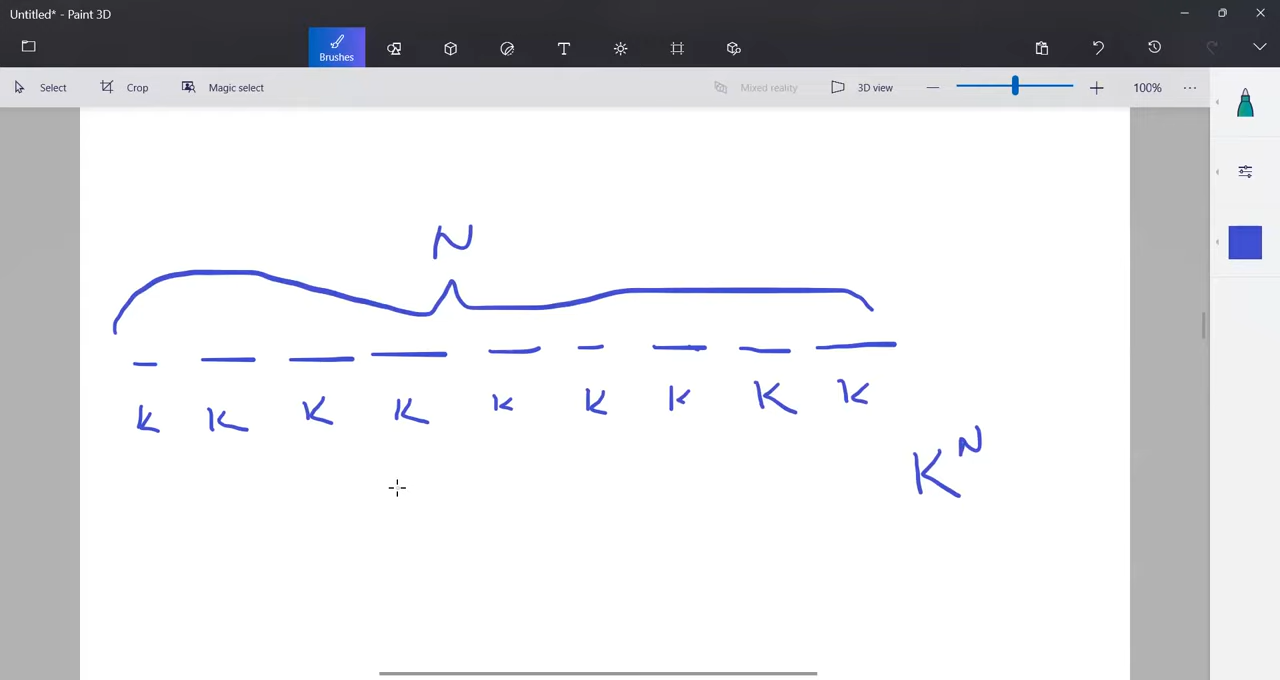 Untitled* - Paint 3D
Brushes
Select Crop Magic select Mixed reality 3D view 100%
N
K K K K K K K K K
K^N